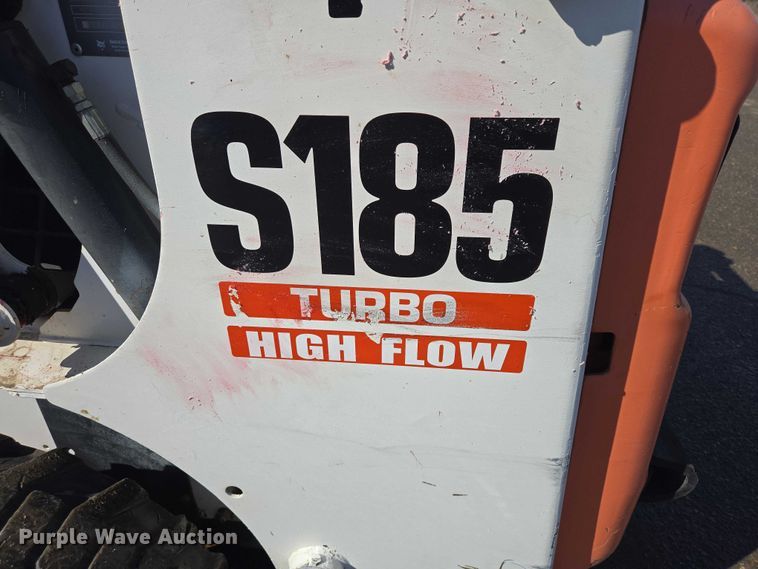 S185
TURBO
HIGH FLOW
Purple Wave Auction